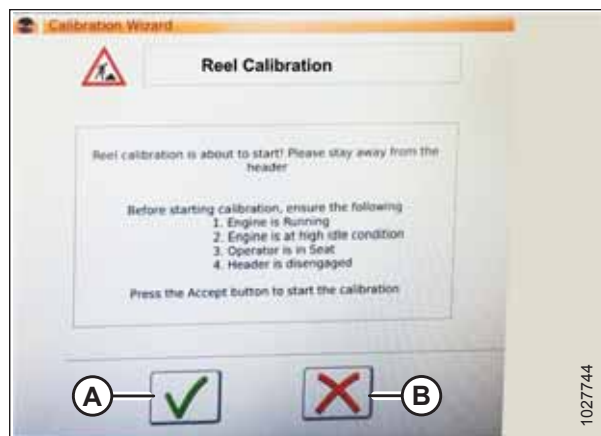 Calibration Wizard
Reel Calibration
Reel calibration is about to start! Please stay away from the
header
Before starting calibration, ensure the following
1. Engine is Running
2. Engine is at high idle condition
3. Operator is in Seat
4. Header is disengaged
Press the Accept button to start the calibration
A
B
1027744